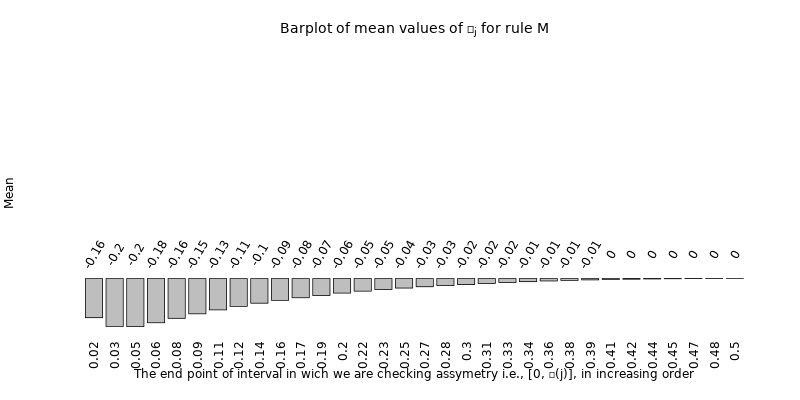 Barplot of mean values of □j for rule M
Mean
-0.16 -0.2 -0.2 -0.18 -0.16 -0.15 -0.13 -0.11 -0.1 -0.09 -0.08 -0.07 -0.06 -0.05 -0.05 -0.04 -0.03 -0.03 -0.02 -0.02 -0.02 -0.01 -0.01 -0.01 -0.01 0 0 0 0 0 0 0
0.02 0.03 0.05 0.06 0.08 0.09 0.11 0.12 0.14 0.16 0.17 0.19 0.2 0.22 0.23 0.25 0.27 0.28 0.3 0.31 0.33 0.34 0.36 0.38 0.39 0.41 0.42 0.44 0.45 0.47 0.48 0.5
The end point of interval in wich we are checking assymetry i.e., [0, □(j)], in increasing order